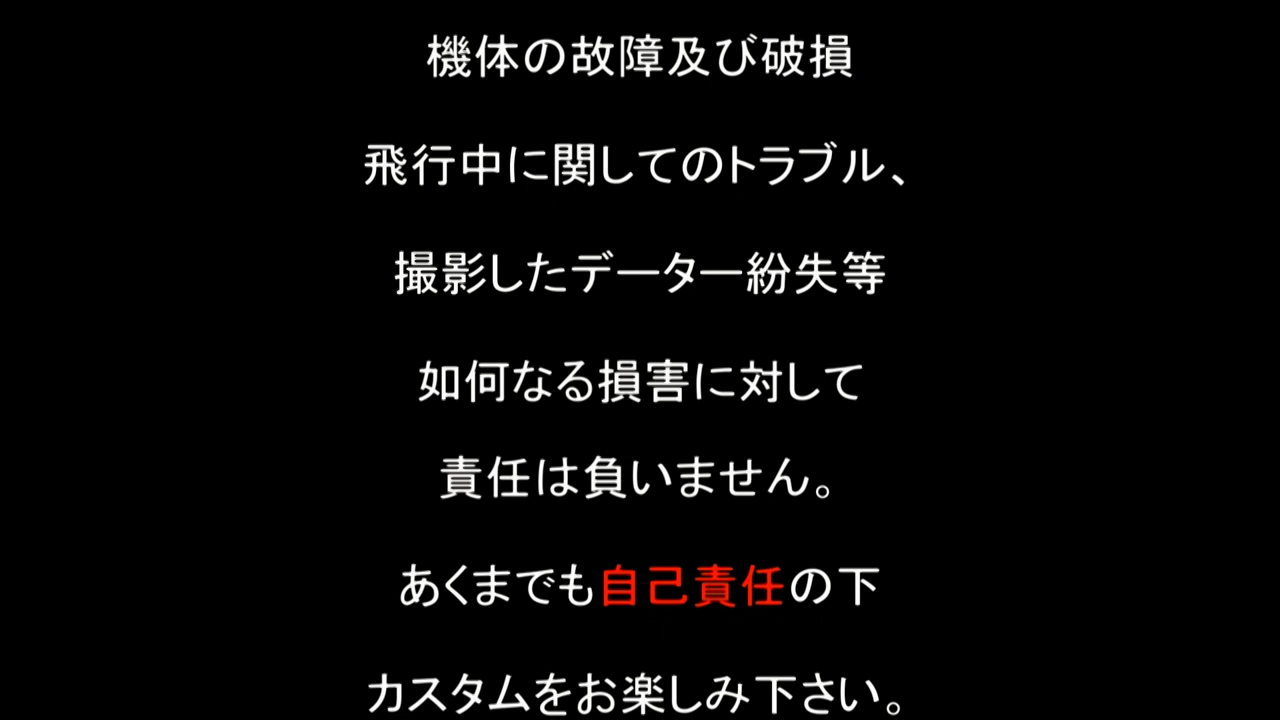 機体の故障及び破損
飛行中に関してのトラブル、
撮影したデーター紛失等
如何なる損害に対して
責任は負いません。
あくまでも自己責任の下
カスタムをお楽しみ下さい。